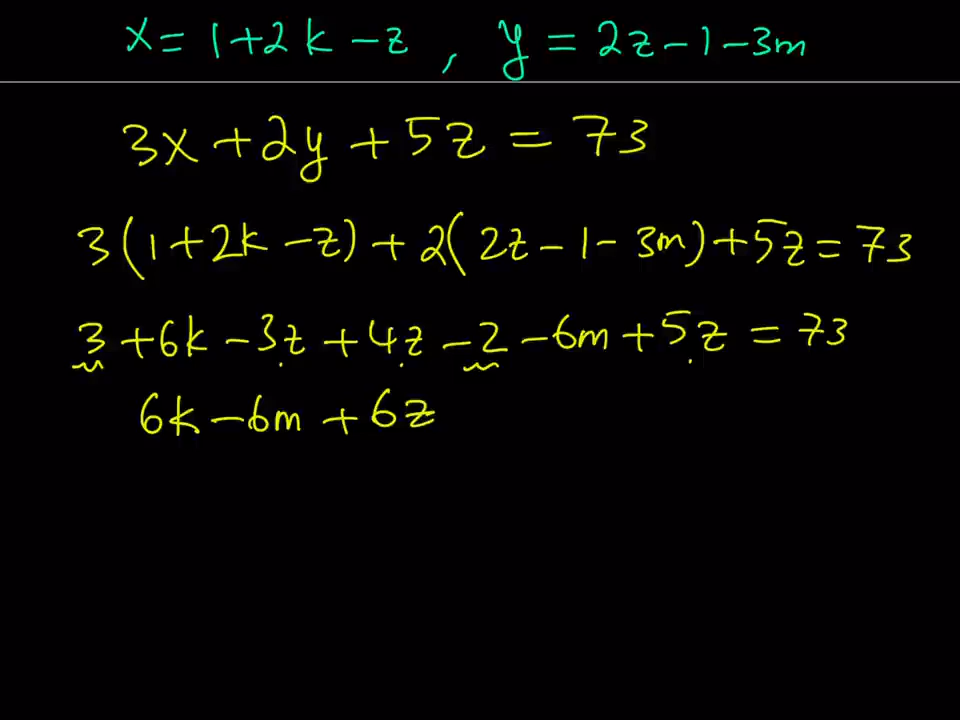 x = 1 + 2k - z , y = 2z - 1 - 3m
3x + 2y + 5z = 73
3(1 + 2k - z) + 2(2z - 1 - 3m) + 5z = 73
3 + 6k - 3z + 4z - 2 - 6m + 5z = 73
6k - 6m + 6z